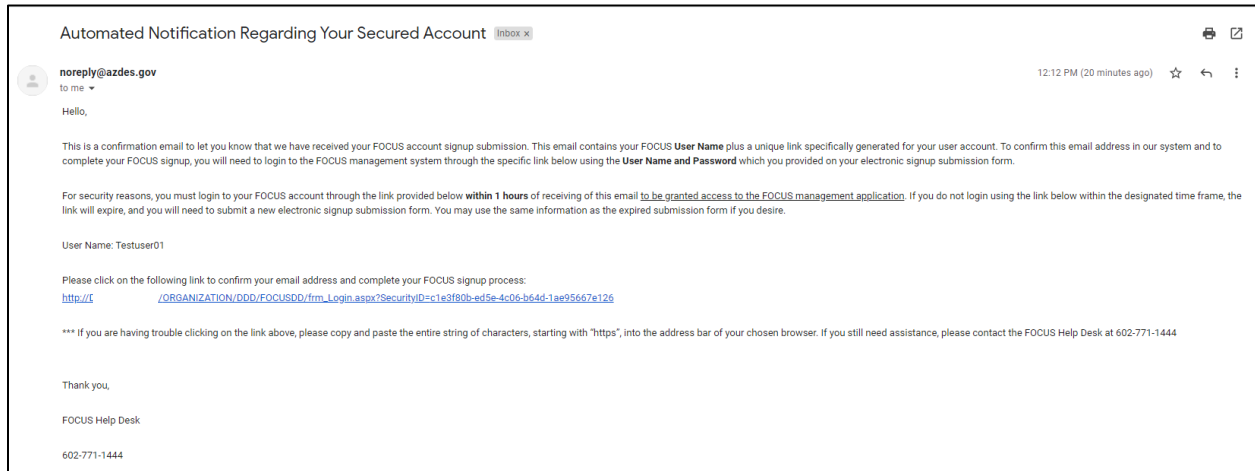 Automated Notification Regarding Your Secured Account Inbox x
noreply@azdes.gov 12:12 PM (20 minutes ago)
to me
Hello,
This is a confirmation email to let you know that we have received your FOCUS account signup submission. This email contains your FOCUS User Name plus a unique link specifically generated for your user account. To confirm this email address in our system and to
complete your FOCUS signup, you will need to login to the FOCUS management system through the specific link below using the User Name and Password which you provided on your electronic signup submission form.
For security reasons, you must login to your FOCUS account through the link provided below within 1 hours of receiving of this email to be granted access to the FOCUS management application. If you do not login using the link below within the designated time frame, the
link will expire, and you will need to submit a new electronic signup submission form. You may use the same information as the expired submission form if you desire.
User Name: Testuser01
Please click on the following link to confirm your email address and complete your FOCUS signup process:
http://D /ORGANIZATION/DDD/FOCUSDD/frm_Login.aspx?SecurityID=c1e3f80b-ed5e-4c06-b64d-1ae95667e126
*** If you are having trouble clicking on the link above, please copy and paste the entire string of characters, starting with "https", into the address bar of your chosen browser. If you still need assistance, please contact the FOCUS Help Desk at 602-771-1444
Thank you,
FOCUS Help Desk
602-771-1444